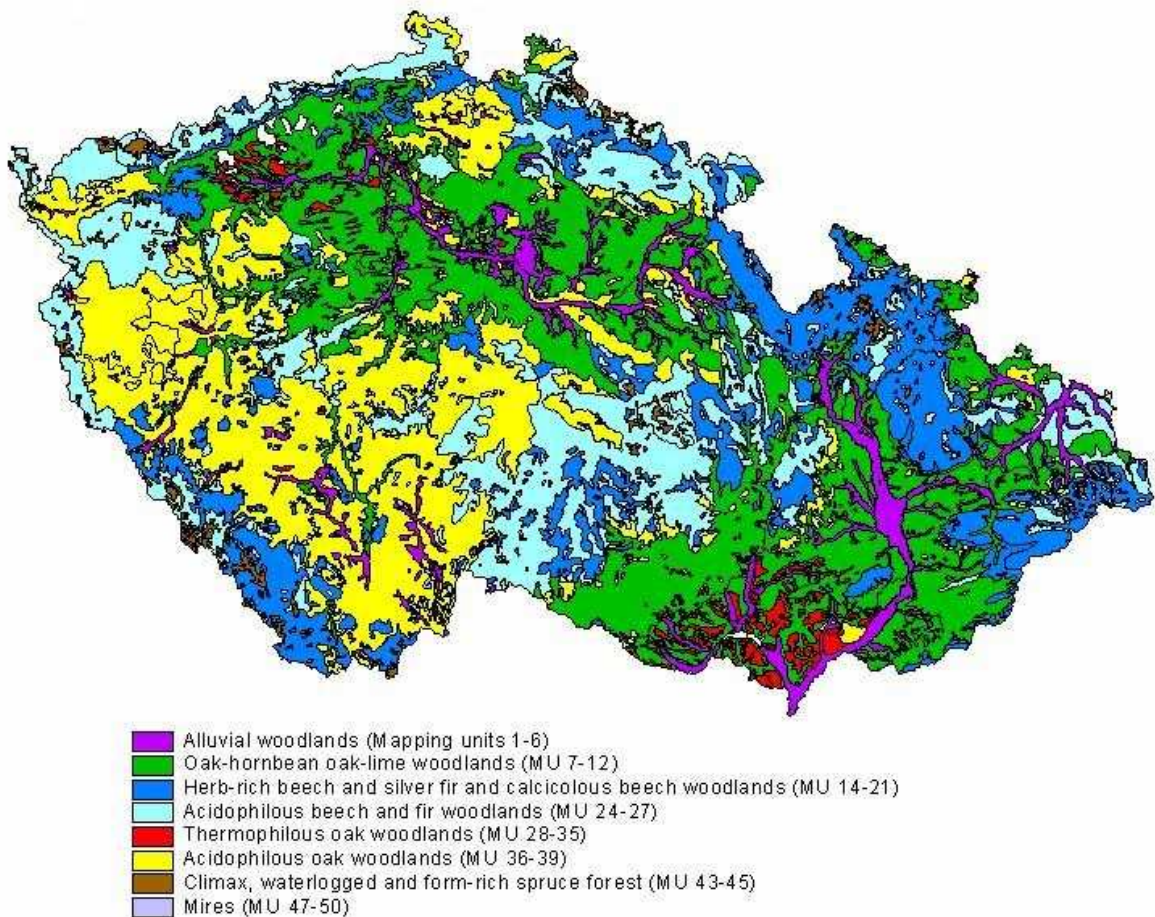 Alluvial woodlands (Mapping units 1-6)
Oak-hornbean oak-lime woodlands (MU 7-12)
Herb-rich beech and silver fir and calcicolous beech woodlands (MU 14-21)
Acidophilous beech and fir woodlands (MU 24-27)
Thermophilous oak woodlands (MU 28-35)
Acidophilous oak woodlands (MU 36-39)
Climax, waterlogged and form-rich spruce forest (MU 43-45)
Mires (MU 47-50)